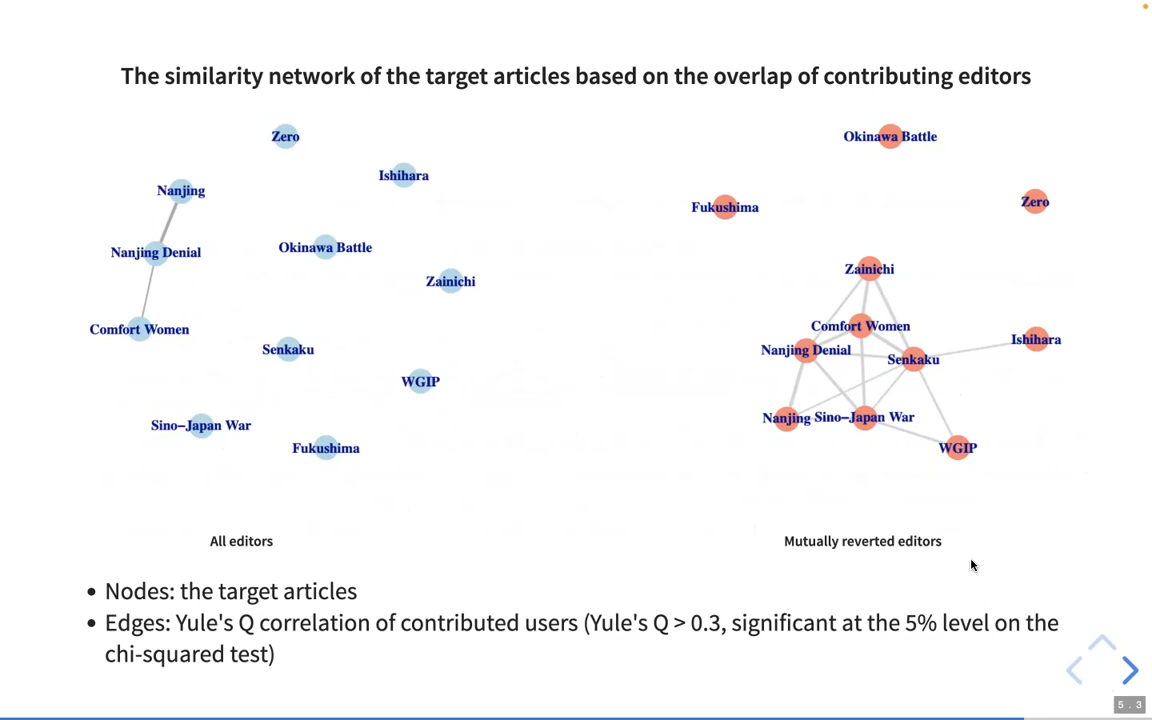 The similarity network of the target articles based on the overlap of contributing editors
Zero
Ishihara
Nanjing
Okinawa Battle
Nanjing Denial
Zainichi
Comfort Women
Senkaku
WGIP
Sino–Japan War
Fukushima
All editors
Okinawa Battle
Fukushima
Zero
Zainichi
Comfort Women
Ishihara
Nanjing Denial
Senkaku
Nanjing
Sino–Japan War
WGIP
Mutually reverted editors
• Nodes: the target articles
• Edges: Yule's Q correlation of contributed users (Yule's Q > 0.3, significant at the 5% level on the
chi-squared test)
5 . 3